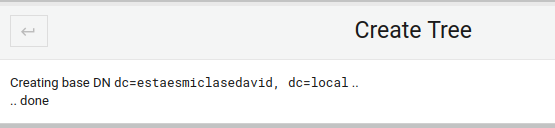 Create Tree
Creating base DN dc=estaesmiclasedavid, dc=local ..
.. done